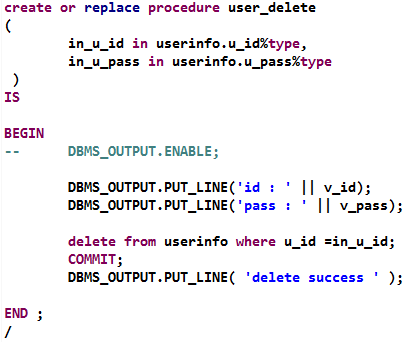 create or replace procedure user_delete
(
in_u_id in userinfo.u_id%type,
in_u_pass in userinfo.u_pass%type
)
IS
BEGIN
-- DBMS_OUTPUT.ENABLE;
DBMS_OUTPUT.PUT_LINE('id : ' || v_id);
DBMS_OUTPUT.PUT_LINE('pass : ' || v_pass);
delete from userinfo where u_id =in_u_id;
COMMIT;
DBMS_OUTPUT.PUT_LINE( 'delete success ' );
END ;
/